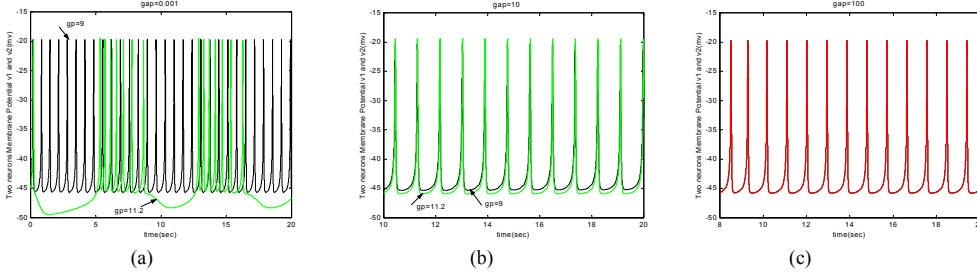 gap=0.001
Two neurons Membrane Potential v1 and v2(mv)
-15
-20
-25
-30
-35
-40
-45
-50
gp=9
gp=11.2
0
5
10
15
20
time(sec)
(a)
gap=10
Two neurons Membrane Potential v1 and v2(mv)
-15
-20
-25
-30
-35
-40
-45
-50
gp=11.2
gp=9
10
12
14
16
18
20
time(sec)
(b)
gap=100
Two neurons Membrane Potential v1 and v2(mv)
-15
-20
-25
-30
-35
-40
-45
-50
8
10
12
14
16
18
time(sec)
(c)